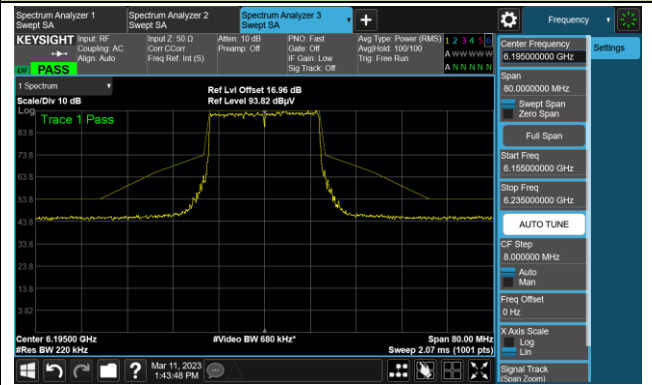 Spectrum Analyzer 1
Swept SA
Spectrum Analyzer 2
Swept SA
Spectrum Analyzer 3
Swept SA
Frequency
KEYSIGHT
Input: RF
Coupling: AC
Align: Auto
Input Z: 50 Ω
Corr CCorr
Freq Ref: Int (S)
Atten: 10 dB
Preamp: Off
PNO: Fast
Gate: Off
IF Gain: Low
Sig Track: Off
Avg Type: Power (RMS)
Avg|Hold: 100/100
Trig: Free Run
1 2 3 4 5 6
A W W W W W
A N N N N N
LXI
PASS
1 Spectrum
Scale/Div 10 dB
Ref Lvl Offset 16.96 dB
Ref Level 93.82 dBµV
Log
Trace 1 Pass
83.8
73.8
63.8
53.8
43.8
33.8
23.8
13.8
3.82
Center 6.19500 GHz
#Res BW 220 kHz
#Video BW 680 kHz*
Span 80.00 MHz
Sweep 2.07 ms (1001 pts)
Mar 11, 2023
1:43:48 PM
Center Frequency
6.195000000 GHz
Settings
Span
80.0000000 MHz
Swept Span
Zero Span
Full Span
Start Freq
6.155000000 GHz
Stop Freq
6.235000000 GHz
AUTO TUNE
CF Step
8.000000 MHz
Auto
Man
Freq Offset
0 Hz
X Axis Scale
Log
Lin
Signal Track
(Span Zoom)